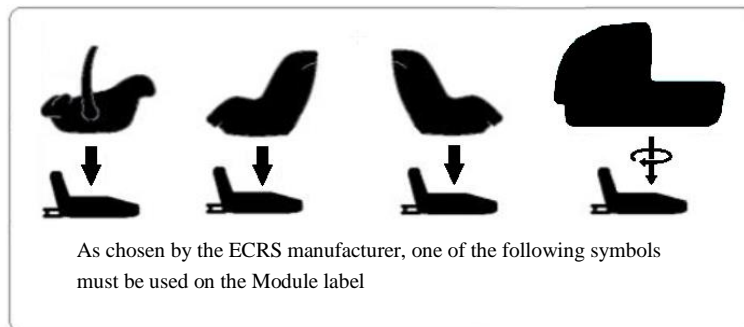 As chosen by the ECRS manufacturer, one of the following symbols
must be used on the Module label